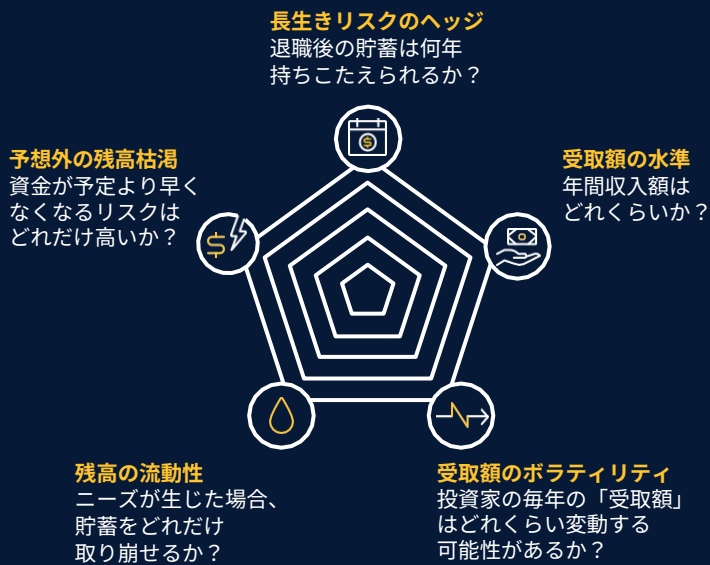 長生きリスクのヘッジ
退職後の貯蓄は何年
持ちこたえられるか？
予想外の残高枯渇
資金が予定より早く
なくなるリスクは
どれだけ高いか？
受取額の水準
年間収入額は
どれくらいか？
残高の流動性
ニーズが生じた場合、
貯蓄をどれだけ
取り崩せるか？
受取額のボラティリティ
投資家の毎年の「受取額」
はどれくらい変動する
可能性があるか？